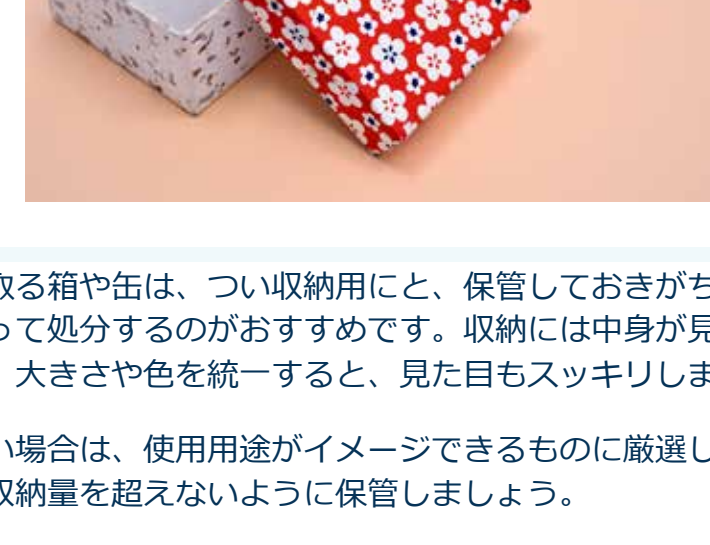 取る箱や缶は、つい収納用にと、保管しておきがち
って処分するのがおすすめです。収納には中身が見
、大きさや色を統一すると、見た目もスッキリしま
い場合は、使用用途がイメージできるものに厳選し
収納量を超えないように保管しましょう。